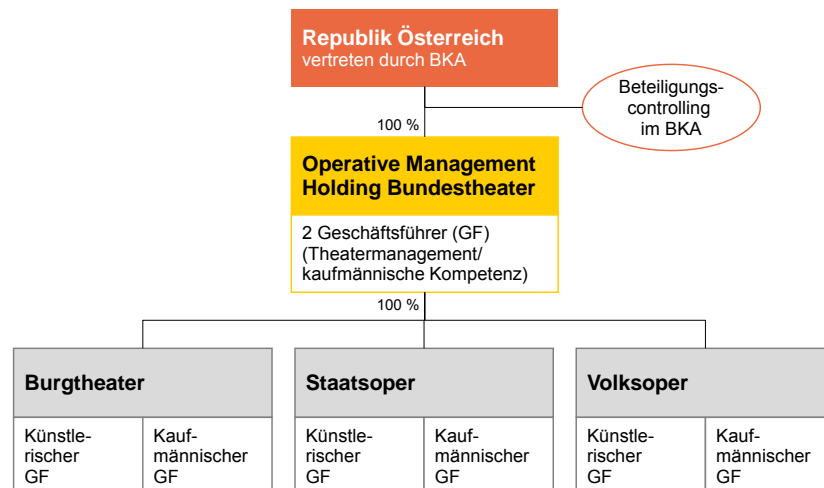 Republik Österreich
vertreten durch BKA
Beteiligungs-
controlling
im BKA
100 %
Operative Management
Holding Bundestheater
2 Geschäftsführer (GF)
(Theatermanagement/
kaufmännische Kompetenz)
100 %
Burgtheater
Staatsoper
Volksoper
Künstle-
rischer
GF
Kauf-
männischer
GF
Künstle-
rischer
GF
Kauf-
männischer
GF
Künstle-
rischer
GF
Kauf-
männischer
GF